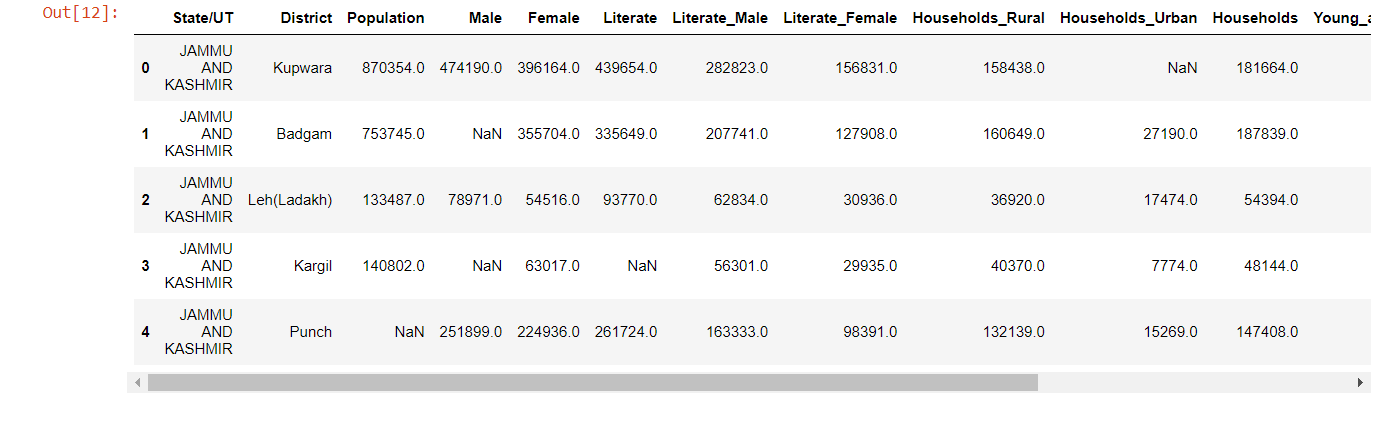 Out[12]:
State/UT District Population Male Female Literate Literate_Male Literate_Female Households_Rural Households_Urban Households Young_a
JAMMU
0 AND Kupwara 870354.0 474190.0 396164.0 439654.0 282823.0 156831.0 158438.0 NaN 181664.0
KASHMIR
JAMMU
1 AND Badgam 753745.0 NaN 355704.0 335649.0 207741.0 127908.0 160649.0 27190.0 187839.0
KASHMIR
JAMMU
2 AND Leh(Ladakh) 133487.0 78971.0 54516.0 93770.0 62834.0 30936.0 36920.0 17474.0 54394.0
KASHMIR
JAMMU
3 AND Kargil 140802.0 NaN 63017.0 NaN 56301.0 29935.0 40370.0 7774.0 48144.0
KASHMIR
JAMMU
4 AND Punch NaN 251899.0 224936.0 261724.0 163333.0 98391.0 132139.0 15269.0 147408.0
KASHMIR